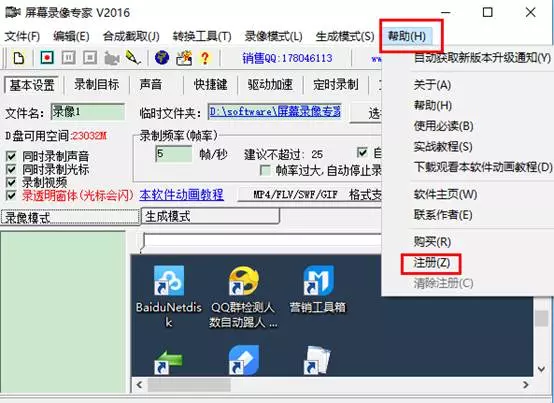 屏幕录像专家 V2016
文件(F) 编辑(E) 合成截取(J) 转换工具(T) 录像模式(L) 生成模式(S) 帮助(H)
销售QQ:178046113
自动获取新版本升级通知(Y)
关于(A)
帮助(H)
使用必读(B)
实战教程(S)
下载观看本软件动画教程(D)
软件主页(W)
联系作者(E)
购买(R)
注册(Z)
清除注册(C)
基本设置 录制目标 声音 快捷键 驱动加速 定时录制
文件名: 录像1 临时文件夹: D:\software\屏幕录像专家
D盘可用空间:23032M
同时录制声音
同时录制光标
录制视频
录透明窗体(光标会闪)
录制频率(帧率)
5 帧/秒 建议不超过: 25
帧率过大,自动停止录
本软件动画教程 MP4/FLV/SWF/GIF 格式支
录像模式 生成模式
BaiduNetdisk
QQ群检测人数自动踢人 ...
营销工具箱